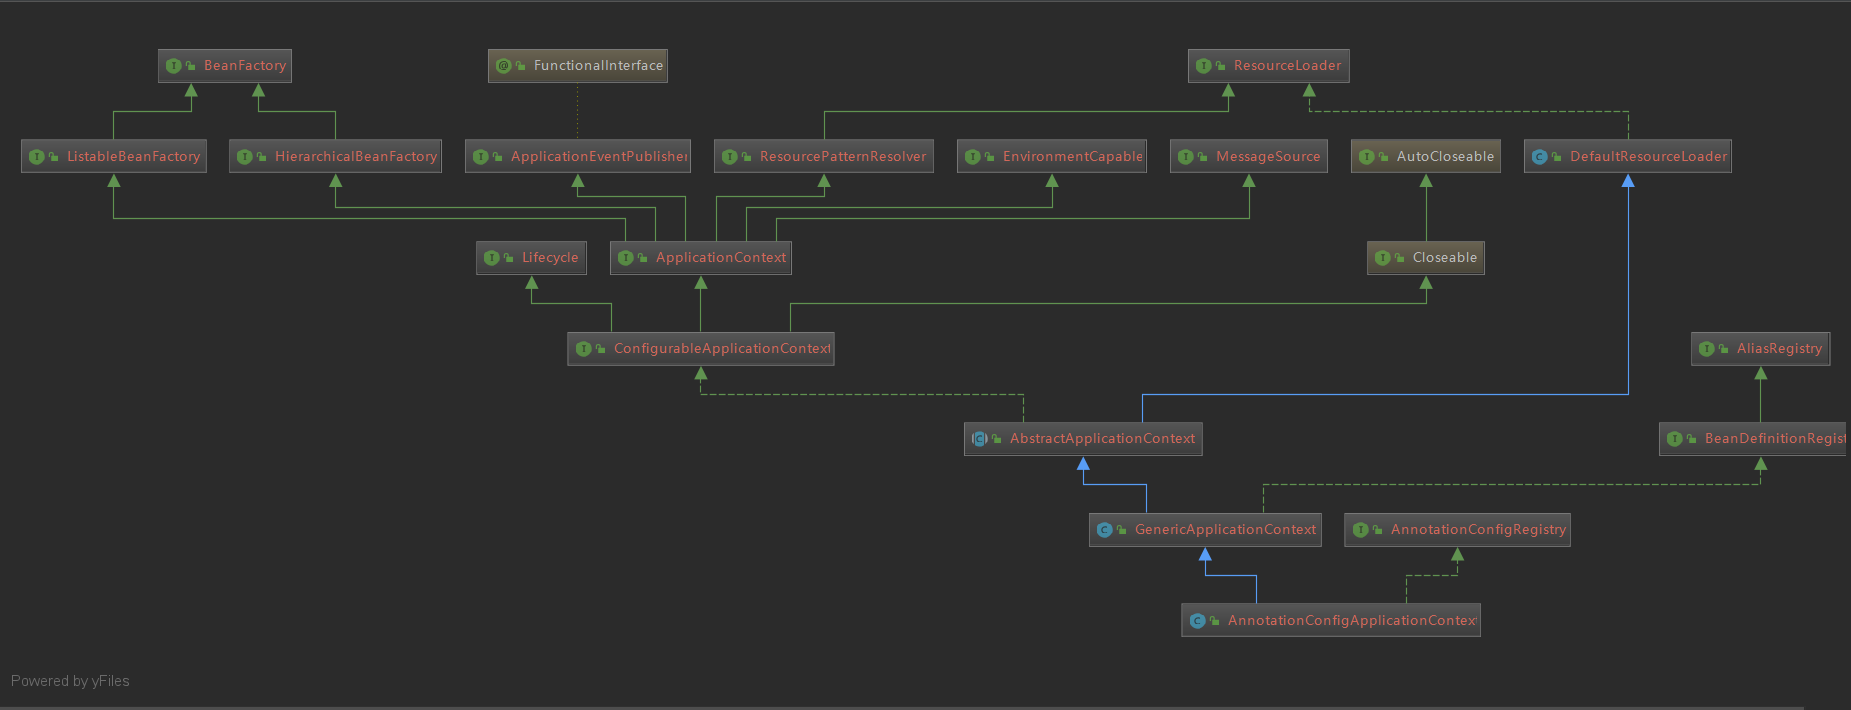 BeanFactory
FunctionalInterface
ResourceLoader
ListableBeanFactory
HierarchicalBeanFactory
ApplicationEventPublisher
ResourcePatternResolver
EnvironmentCapable
MessageSource
AutoCloseable
DefaultResourceLoader
Lifecycle
ApplicationContext
Closeable
ConfigurableApplicationContext
AliasRegistry
AbstractApplicationContext
BeanDefinitionRegist
GenericApplicationContext
AnnotationConfigRegistry
AnnotationConfigApplicationContext
Powered by yFiles